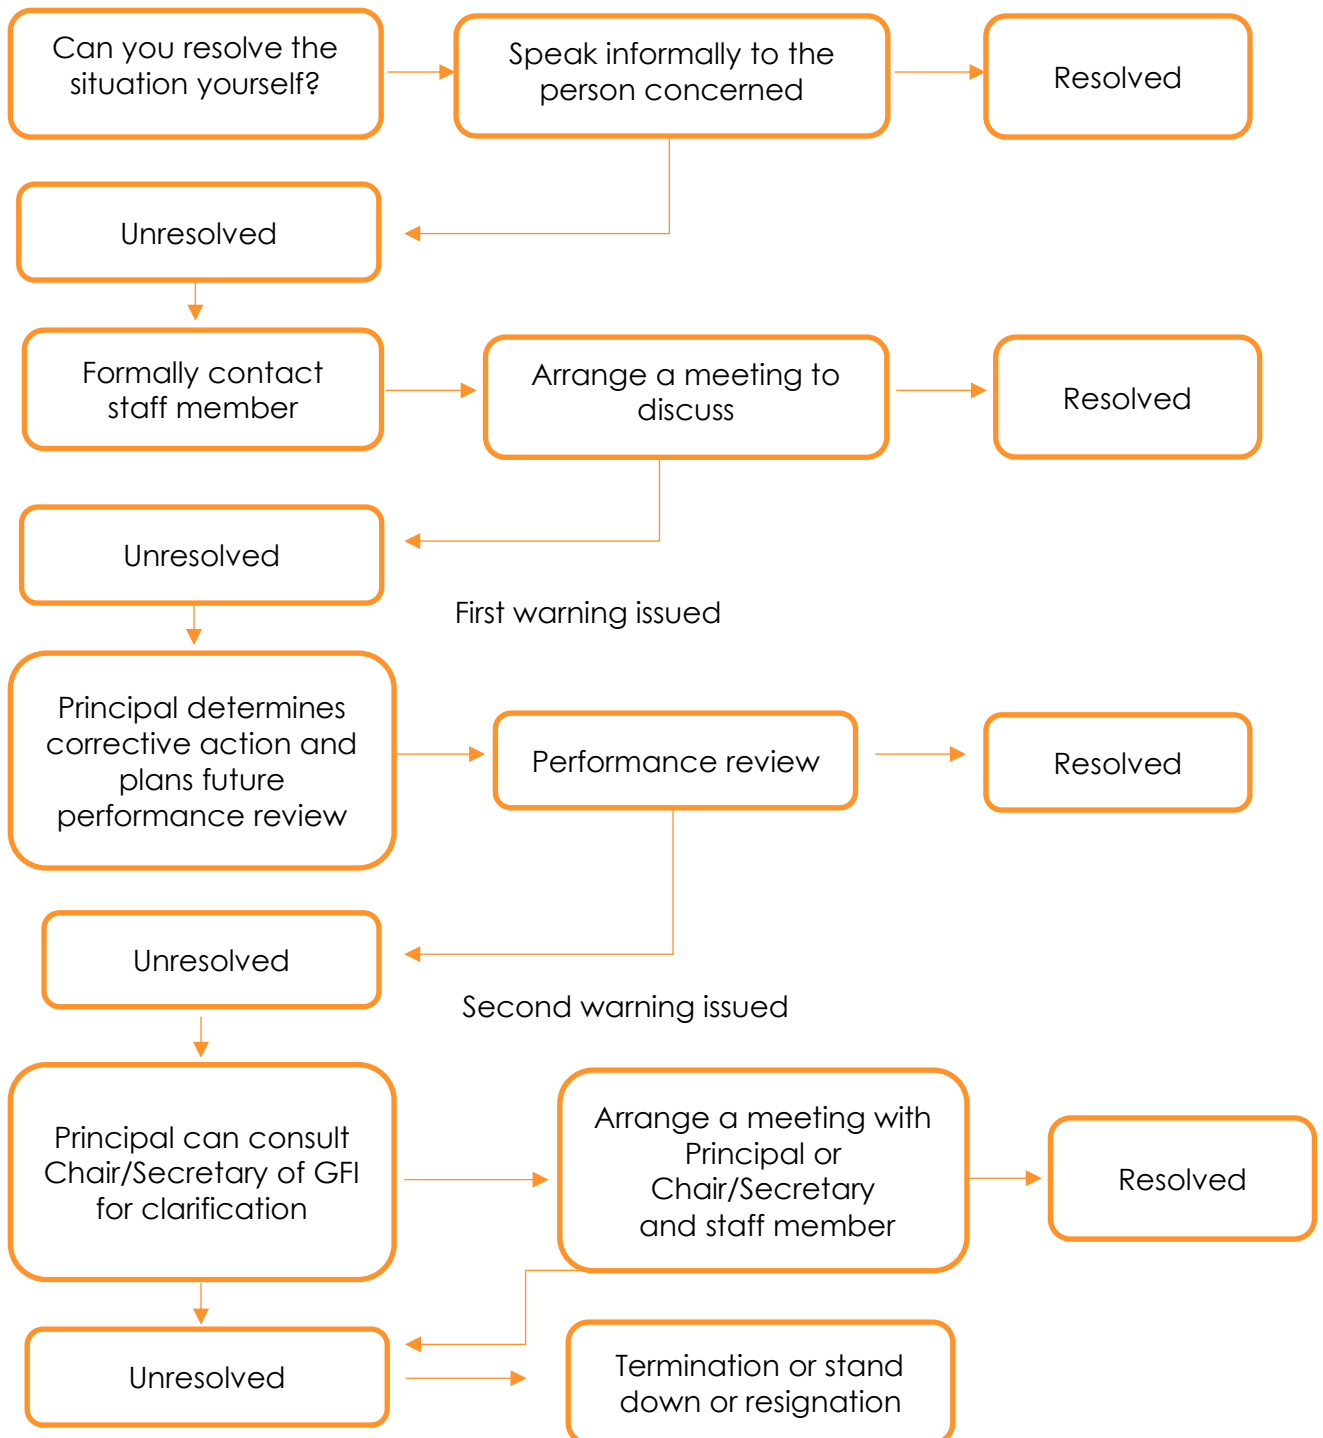 Can you resolve the
situation yourself?
Speak informally to the
person concerned
Resolved
Unresolved
Formally contact
staff member
Arrange a meeting to
discuss
Resolved
Unresolved
First warning issued
Principal determines
corrective action and
plans future
performance review
Performance review
Resolved
Unresolved
Second warning issued
Principal can consult
Chair/Secretary of GFI
for clarification
Arrange a meeting with
Principal or
Chair/Secretary
and staff member
Resolved
Unresolved
Termination or stand
down or resignation